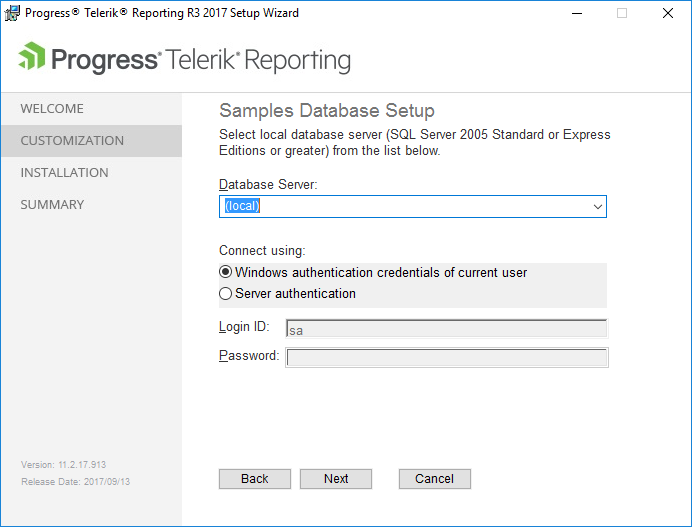 Progress® Telerik® Reporting R3 2017 Setup Wizard
Progress® Telerik® Reporting
WELCOME
CUSTOMIZATION
INSTALLATION
SUMMARY
Version: 11.2.17.913
Release Date: 2017/09/13
Samples Database Setup
Select local database server (SQL Server 2005 Standard or Express
Editions or greater) from the list below.
Database Server:
(local)
Connect using:
Windows authentication credentials of current user
Server authentication
Login ID:
sa
Password:
Back
Next
Cancel